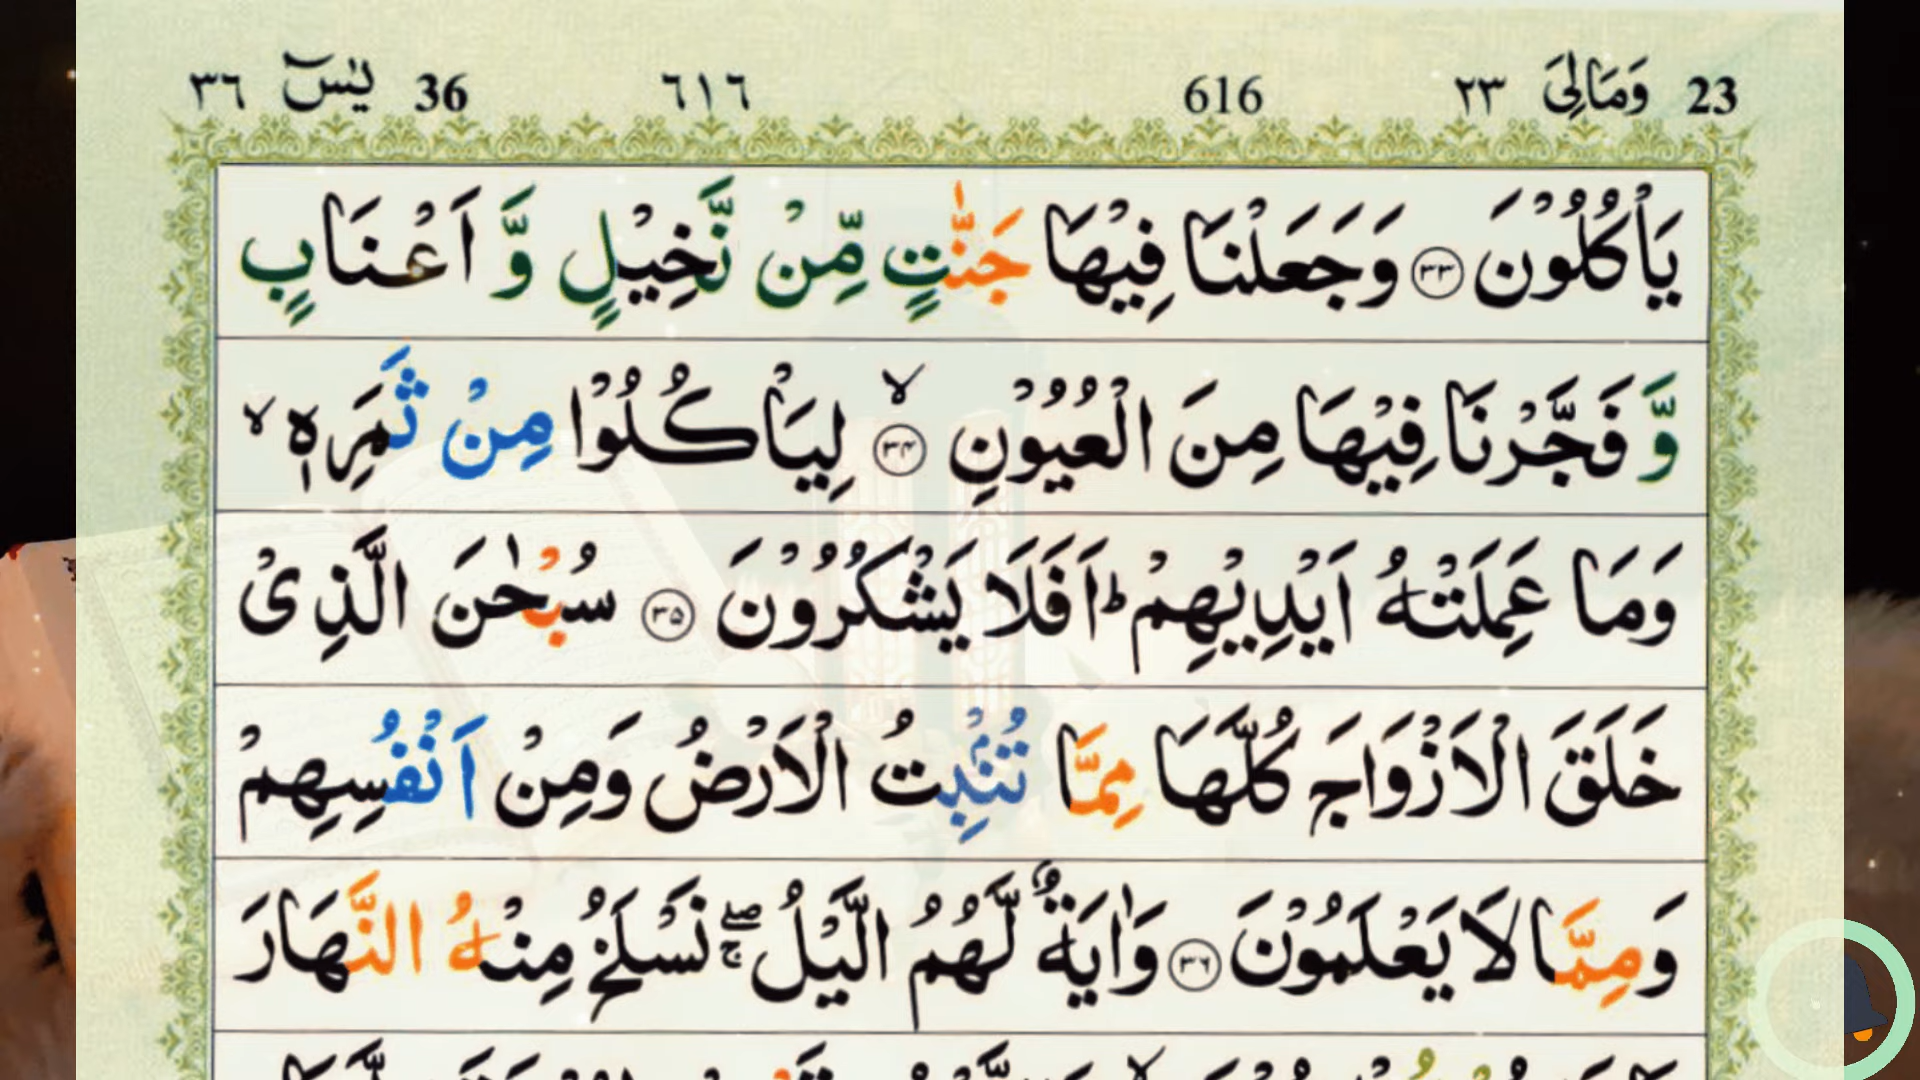 23 وَمَالِیَ ٢٣ 616 ٦١٦ 36 یٰسٓ ٣٦
یَاْكُلُوْنَ ﴿٣٣﴾ وَجَعَلْنَا فِیْهَا جَنّٰتٍ مِّنْ نَّخِیْلٍ وَّ اَعْنَابٍ
وَّ فَجَّرْنَا فِیْهَا مِنَ الْعُیُوْنِ ﴿٣٤﴾ۙ لِیَاْكُلُوْا مِنْ ثَمَرِهٖ ۙ
وَمَا عَمِلَتْهُ اَیْدِیْهِمْ ؕ اَفَلَا یَشْكُرُوْنَ ﴿٣٥﴾ سُبْحٰنَ الَّذِیْ
خَلَقَ الْاَزْوَاجَ كُلَّهَا مِمَّا تُنْۢبِتُ الْاَرْضُ وَمِنْ اَنْفُسِهِمْ
وَمِمَّا لَا یَعْلَمُوْنَ ﴿٣٦﴾ وَاٰیَةٌ لَّهُمُ الَّیْلُ ۖۚ نَسْلَخُ مِنْهُ النَّهَارَ